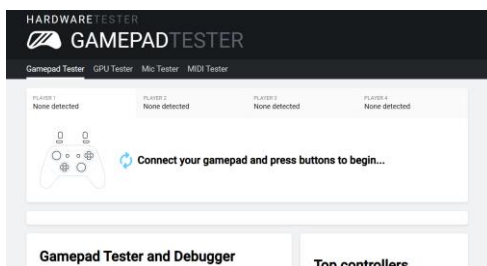 HARDWARETESTER
GAMEPADTESTER
Gamepad Tester GPU Tester Mic Tester MIDI Tester
PLAYER 1 PLAYER 2 PLAYER 3 PLAYER 4
None detected None detected None detected None detected
Connect your gamepad and press buttons to begin...
Gamepad Tester and Debugger
Top controllers